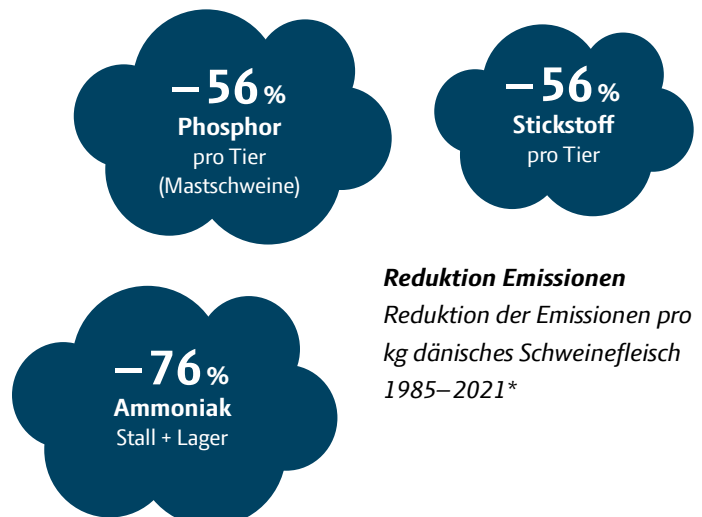 –56 %
Phosphor
pro Tier
(Mastschweine)
–56 %
Stickstoff
pro Tier
–76 %
Ammoniak
Stall + Lager
Reduktion Emissionen
Reduktion der Emissionen pro
kg dänisches Schweinefleisch
1985–2021*